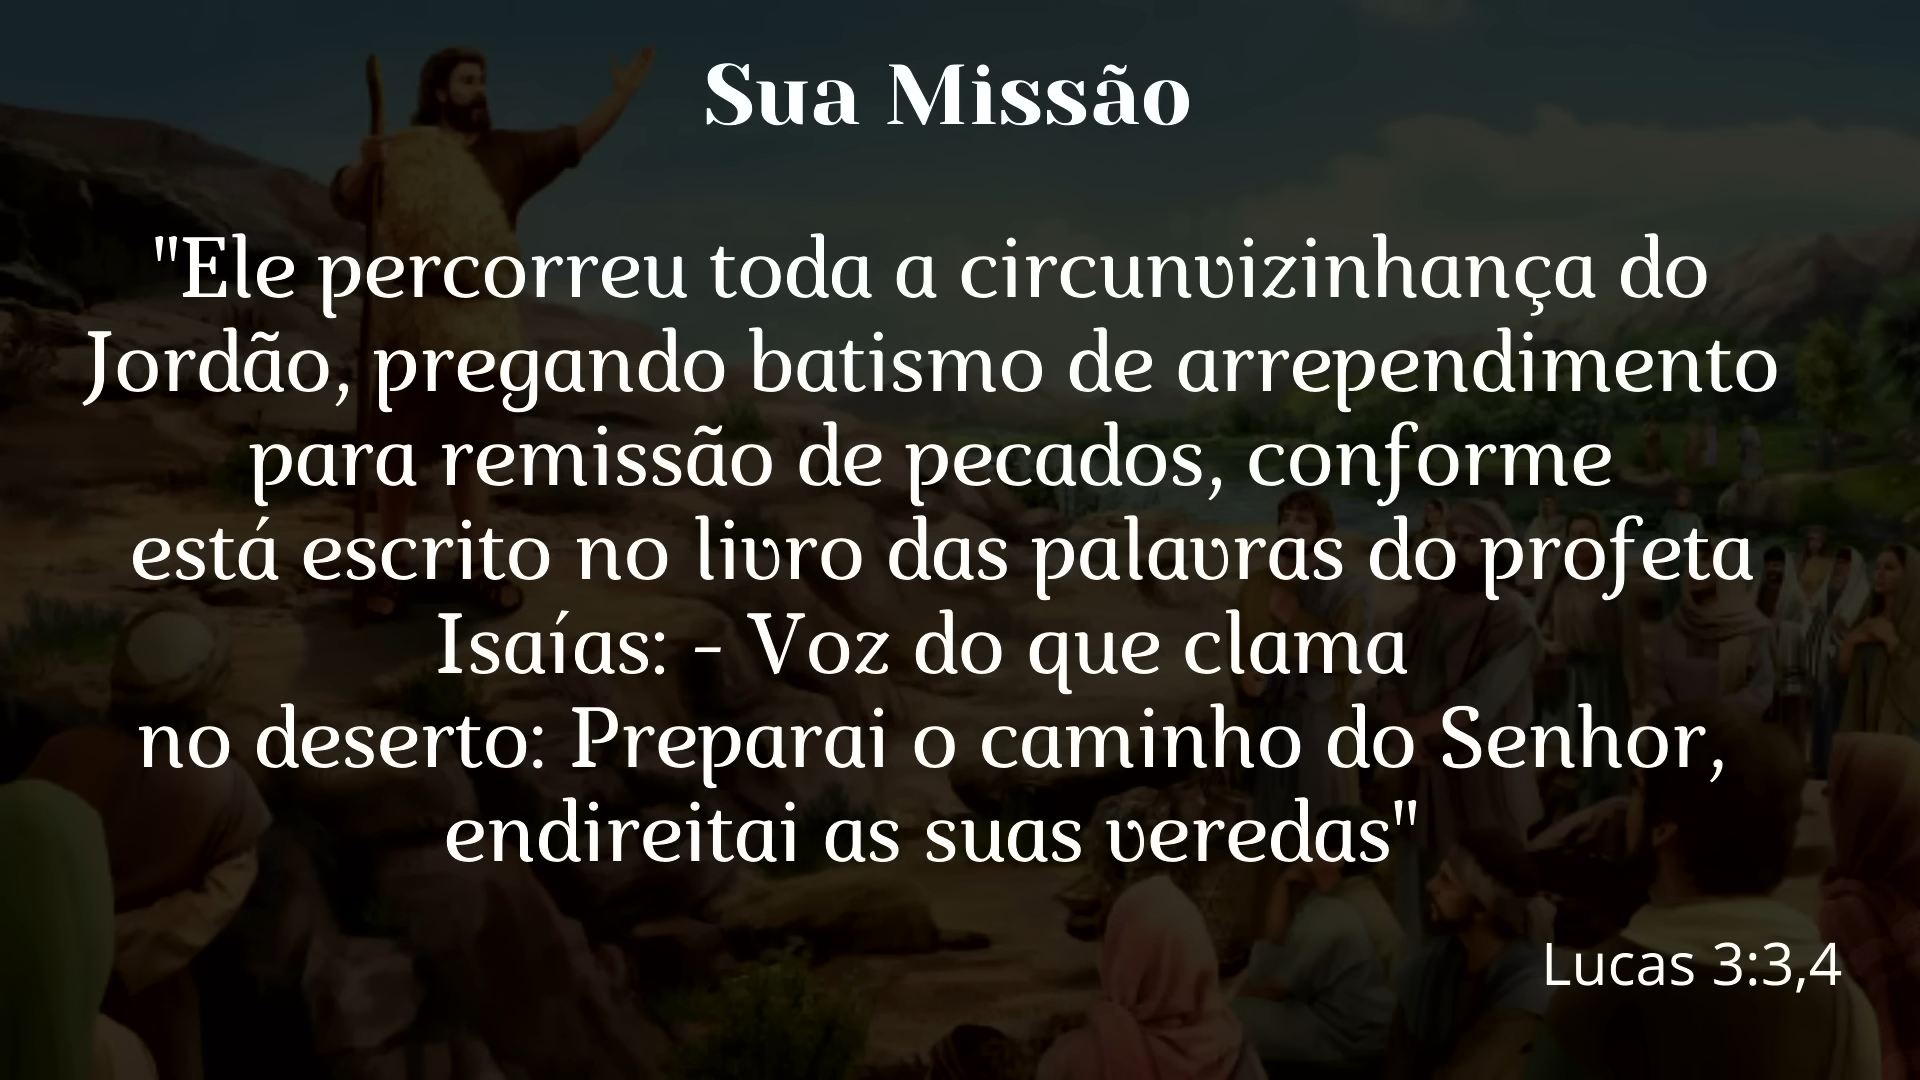 Sua Missão
"Ele percorreu toda a circunvizinhança do
Jordão, pregando batismo de arrependimento
para remissão de pecados, conforme
está escrito no livro das palavras do profeta
Isaías: - Voz do que clama
no deserto: Preparai o caminho do Senhor,
endireitai as suas veredas"
Lucas 3:3,4